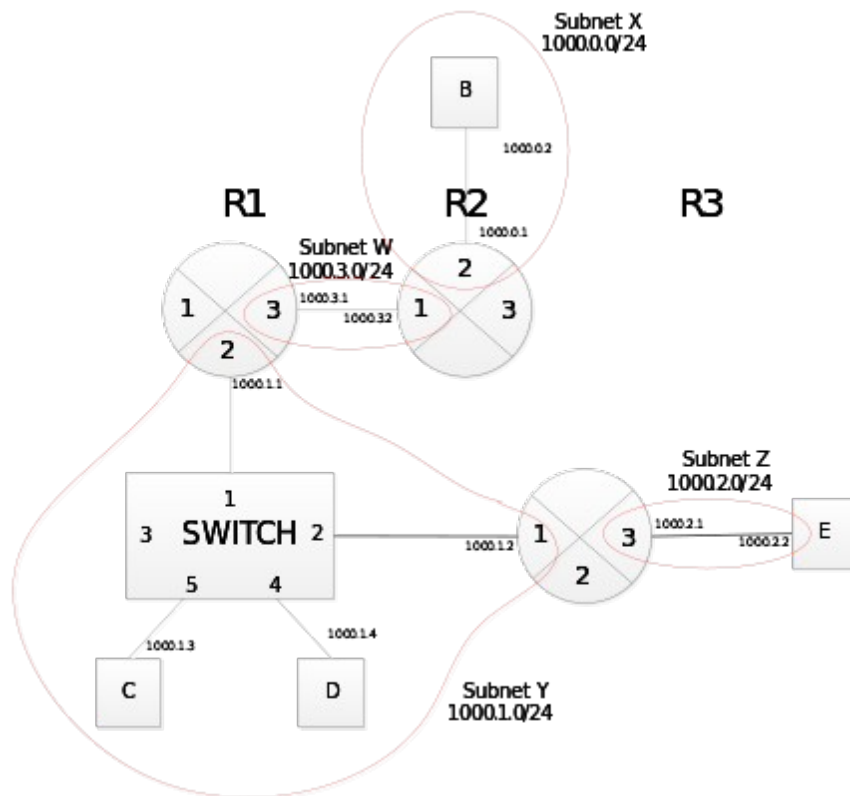 Subnet X
1000.0.0/24
B
1000.0.2
R1
R2
R3
1000.0.1
Subnet W
1000.3.0/24
2
1
3
1000.3.1
1000.32
1
3
2
1000.1.1
Subnet Z
1000.2.0/24
1
3
SWITCH
2
5
4
1000.1.2
1
3
2
1000.2.1
1000.2.2
E
1000.1.3
1000.1.4
C
D
Subnet Y
1000.1.0/24